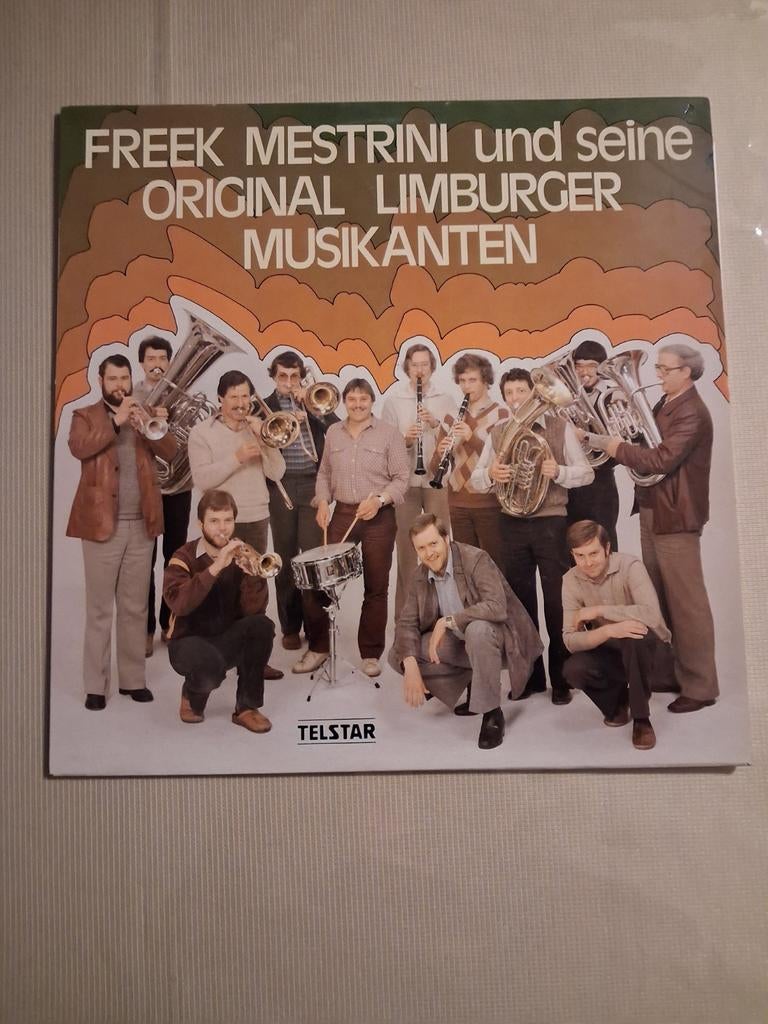 FREEK MESTRINI und seine
ORIGINAL LIMBURGER
MUSIKANTEN
TELSTAR